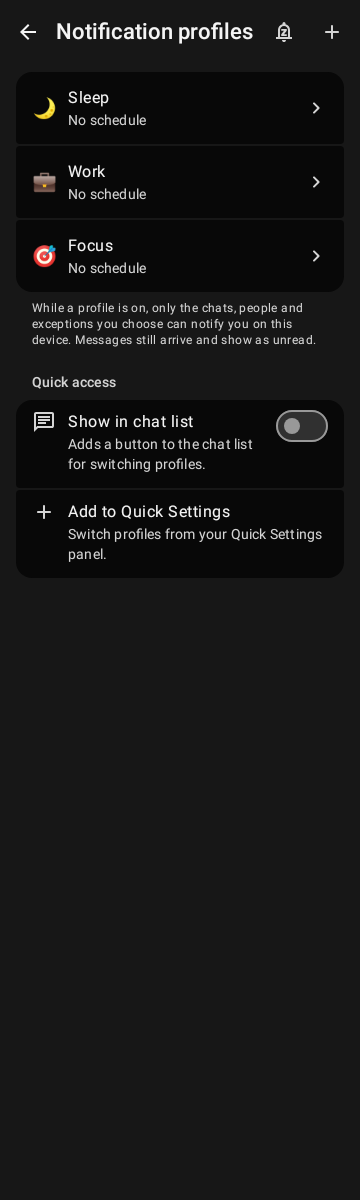 Notification profiles
Sleep
No schedule
Work
No schedule
Focus
No schedule
While a profile is on, only the chats, people and
exceptions you choose can notify you on this
device. Messages still arrive and show as unread.
Quick access
Show in chat list
Adds a button to the chat list
for switching profiles.
Add to Quick Settings
Switch profiles from your Quick Settings
panel.